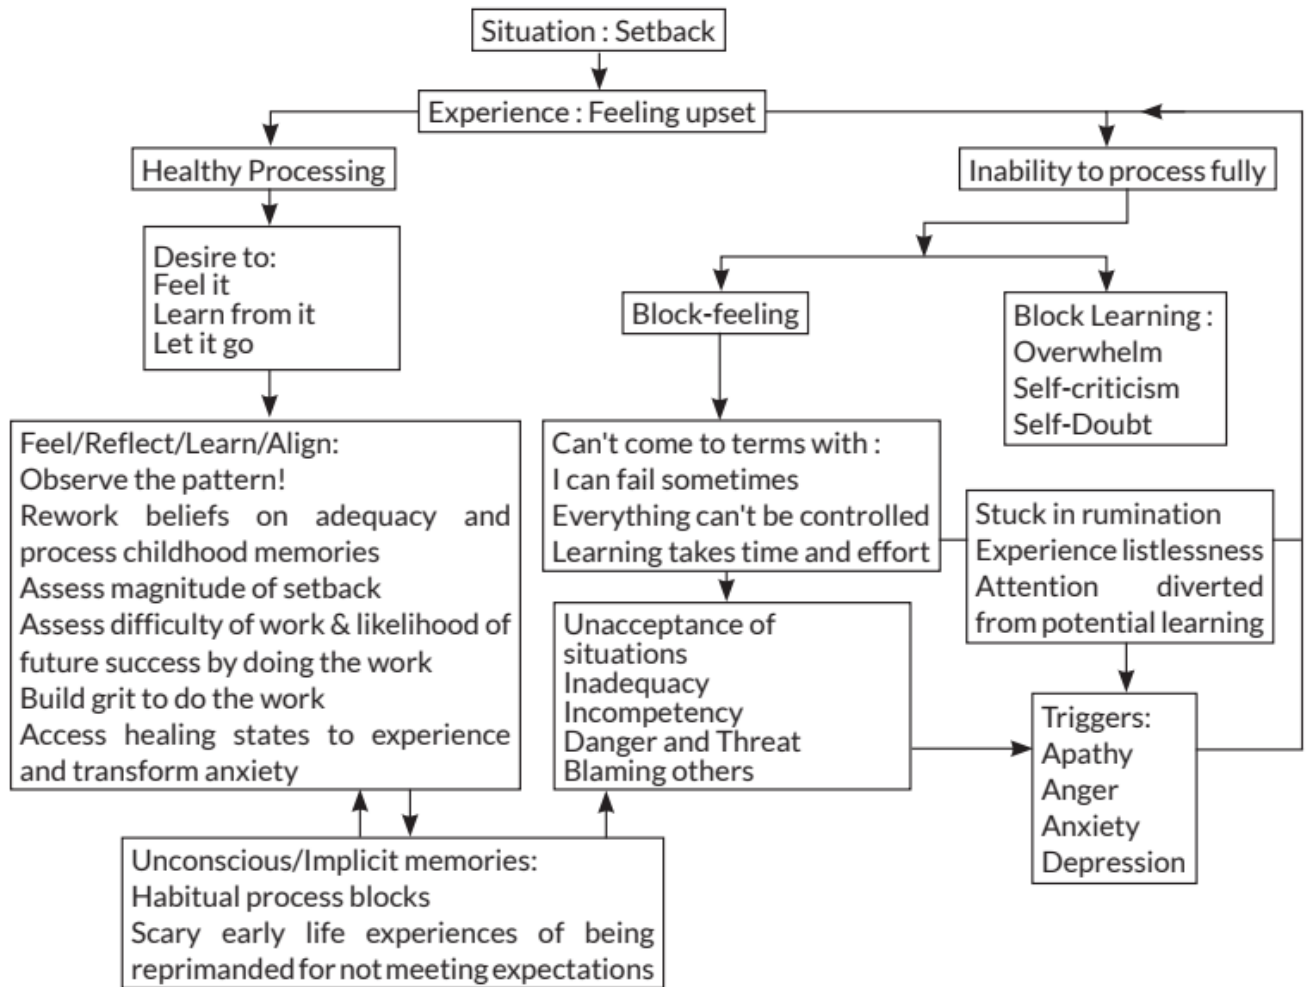 Situation : Setback
Experience : Feeling upset
Healthy Processing
Inability to process fully
Desire to:
Feel it
Learn from it
Let it go
Block-feeling
Block Learning :
Overwhelm
Self-criticism
Self-Doubt
Feel/Reflect/Learn/Align:
Observe the pattern!
Rework beliefs on adequacy and
process childhood memories
Assess magnitude of setback
Assess difficulty of work & likelihood of
future success by doing the work
Build grit to do the work
Access healing states to experience
and transform anxiety
Can't come to terms with :
I can fail sometimes
Everything can't be controlled
Learning takes time and effort
Stuck in rumination
Experience listlessness
Attention diverted
from potential learning
Unacceptance of
situations
Inadequacy
Incompetency
Danger and Threat
Blaming others
Triggers:
Apathy
Anger
Anxiety
Depression
Unconscious/Implicit memories:
Habitual process blocks
Scary early life experiences of being
reprimanded for not meeting expectations